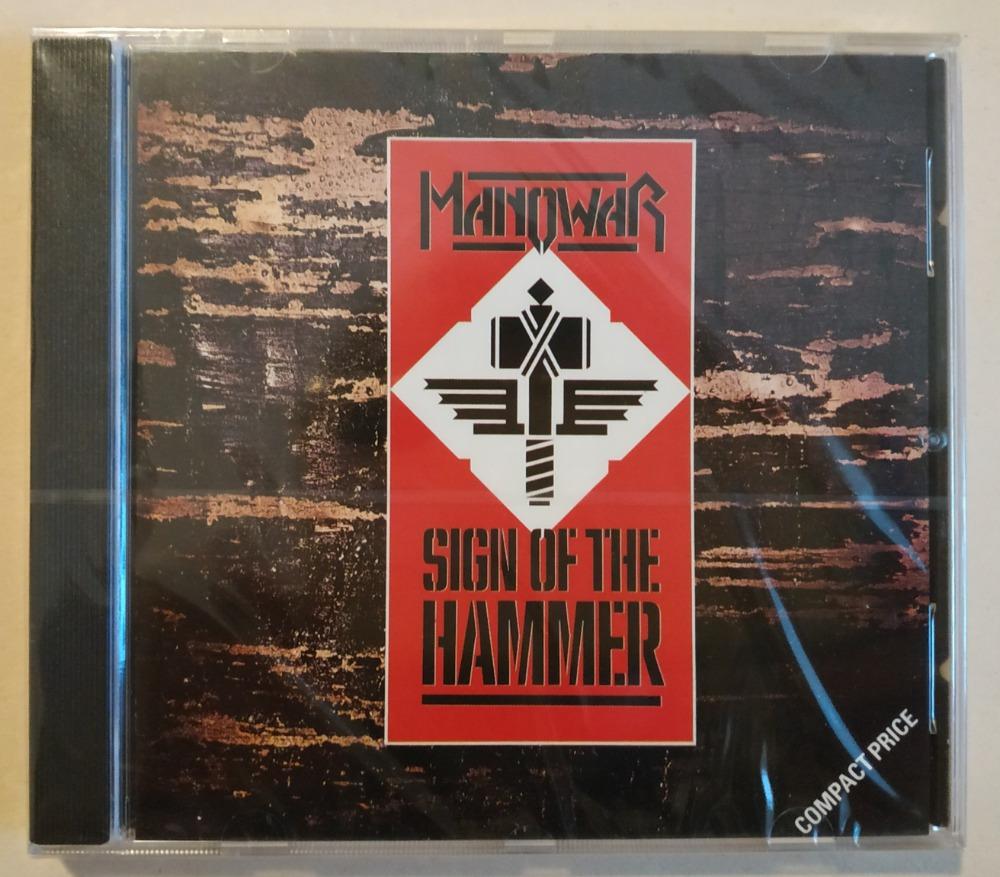 MANOWAR
SIGN OF THE
HAMMER
COMPACT PRICE